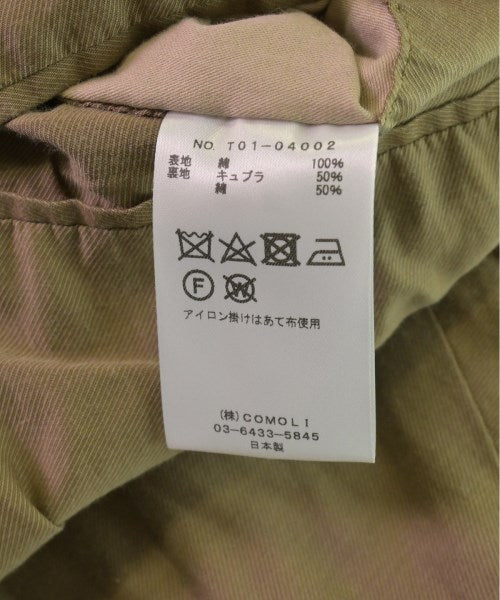 NO. T01-04002
表地 綿 100%
裏地 キュプラ 50%
綿 50%
F W
アイロン掛けはあて布使用
(株)COMOLI
03-6433-5845
日本製